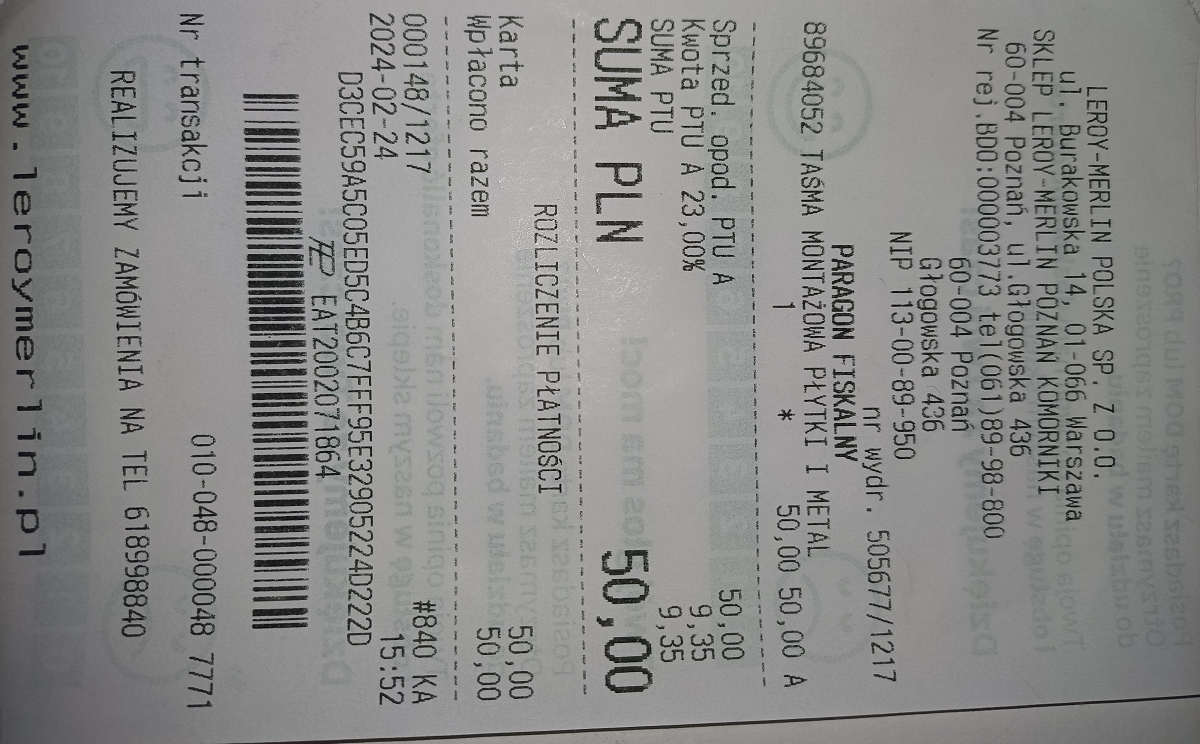 LEROY-MERLIN POLSKA SP. Z O.O.
ul. Burakowska 14, 01-066 Warszawa
SKLEP LEROY-MERLIN POZNAŃ KOMORNIKI
60-004 Poznań, ul.Głogowska 436
Nr rej.BDO:000003773 tel(061)89-98-800
60-004 Poznań
Głogowska 436
NIP 113-00-89-950
nr wydr. 505677/1217
PARAGON FISKALNY
89684052 TAŚMA MONTAŻOWA PŁYTKI I METAL
1 * 50,00 50,00 A
Sprzed. opod. PTU A 50,00
Kwota PTU A 23,00% 9,35
SUMA PTU 9,35
SUMA PLN 50,00
ROZLICZENIE PŁATNOŚCI
Karta 50,00
Wpłacono razem 50,00
000148/1217 #840 KA
2024-02-24 15:52
D3CEC59A5C05ED5C4B6C7FFF95E32905224D222D
EAT2002071864
Nr transakcji 010-048-000048 7771
REALIZUJEMY ZAMÓWIENIA NA TEL 618998840
www.leroymerlin.pl